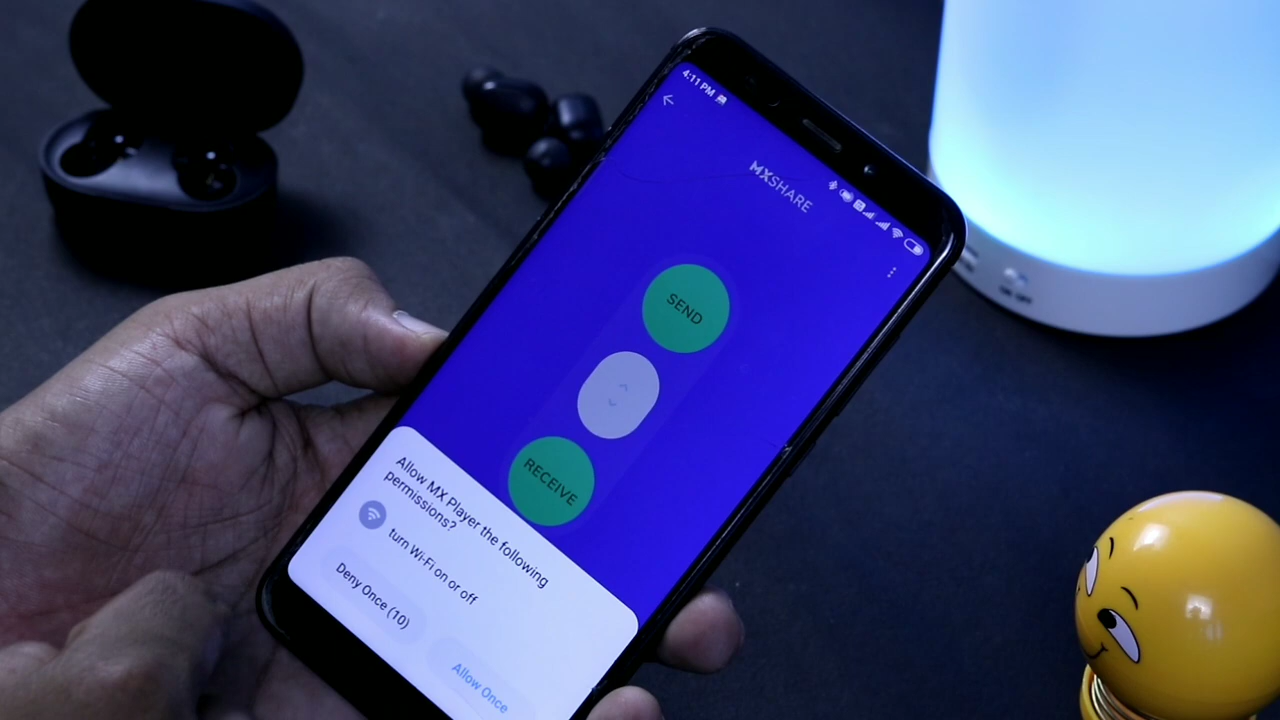 4:11 PM
MXSHARE
SEND
RECEIVE
Allow MX Player the following
permissions?
turn Wi-Fi on or off
Deny Once (10)
Allow Once